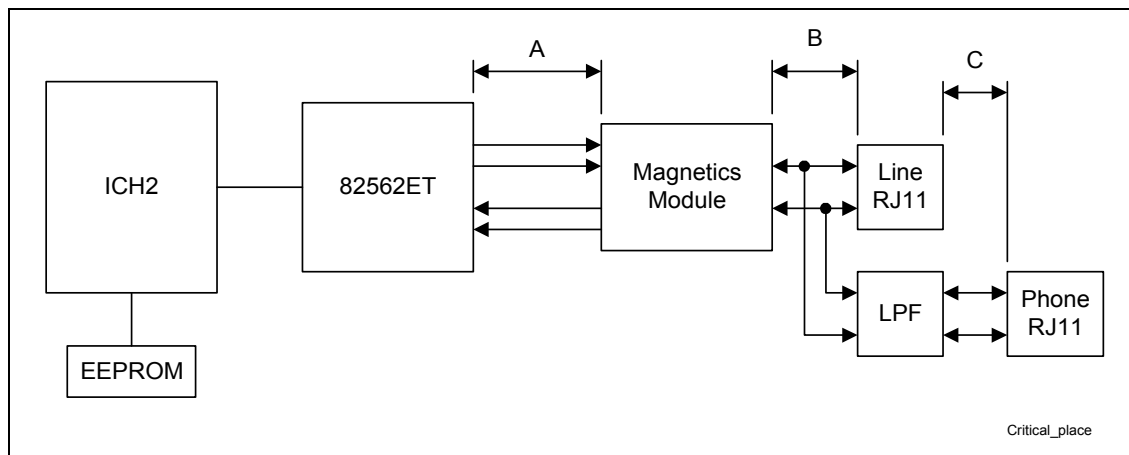 A
B
C
ICH2
82562ET
Magnetics
Module
Line
RJ11
LPF
Phone
RJ11
EEPROM
Critical_place